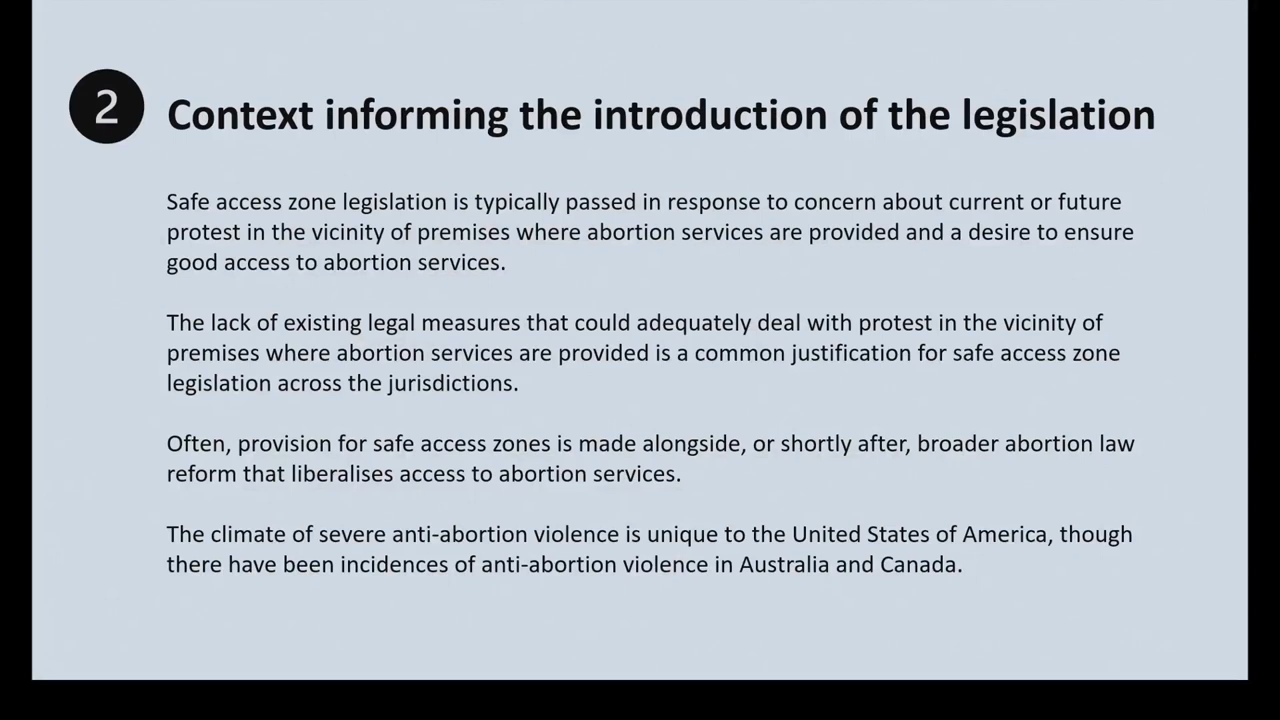 2
Context informing the introduction of the legislation
Safe access zone legislation is typically passed in response to concern about current or future
protest in the vicinity of premises where abortion services are provided and a desire to ensure
good access to abortion services.
The lack of existing legal measures that could adequately deal with protest in the vicinity of
premises where abortion services are provided is a common justification for safe access zone
legislation across the jurisdictions.
Often, provision for safe access zones is made alongside, or shortly after, broader abortion law
reform that liberalises access to abortion services.
The climate of severe anti-abortion violence is unique to the United States of America, though
there have been incidences of anti-abortion violence in Australia and Canada.